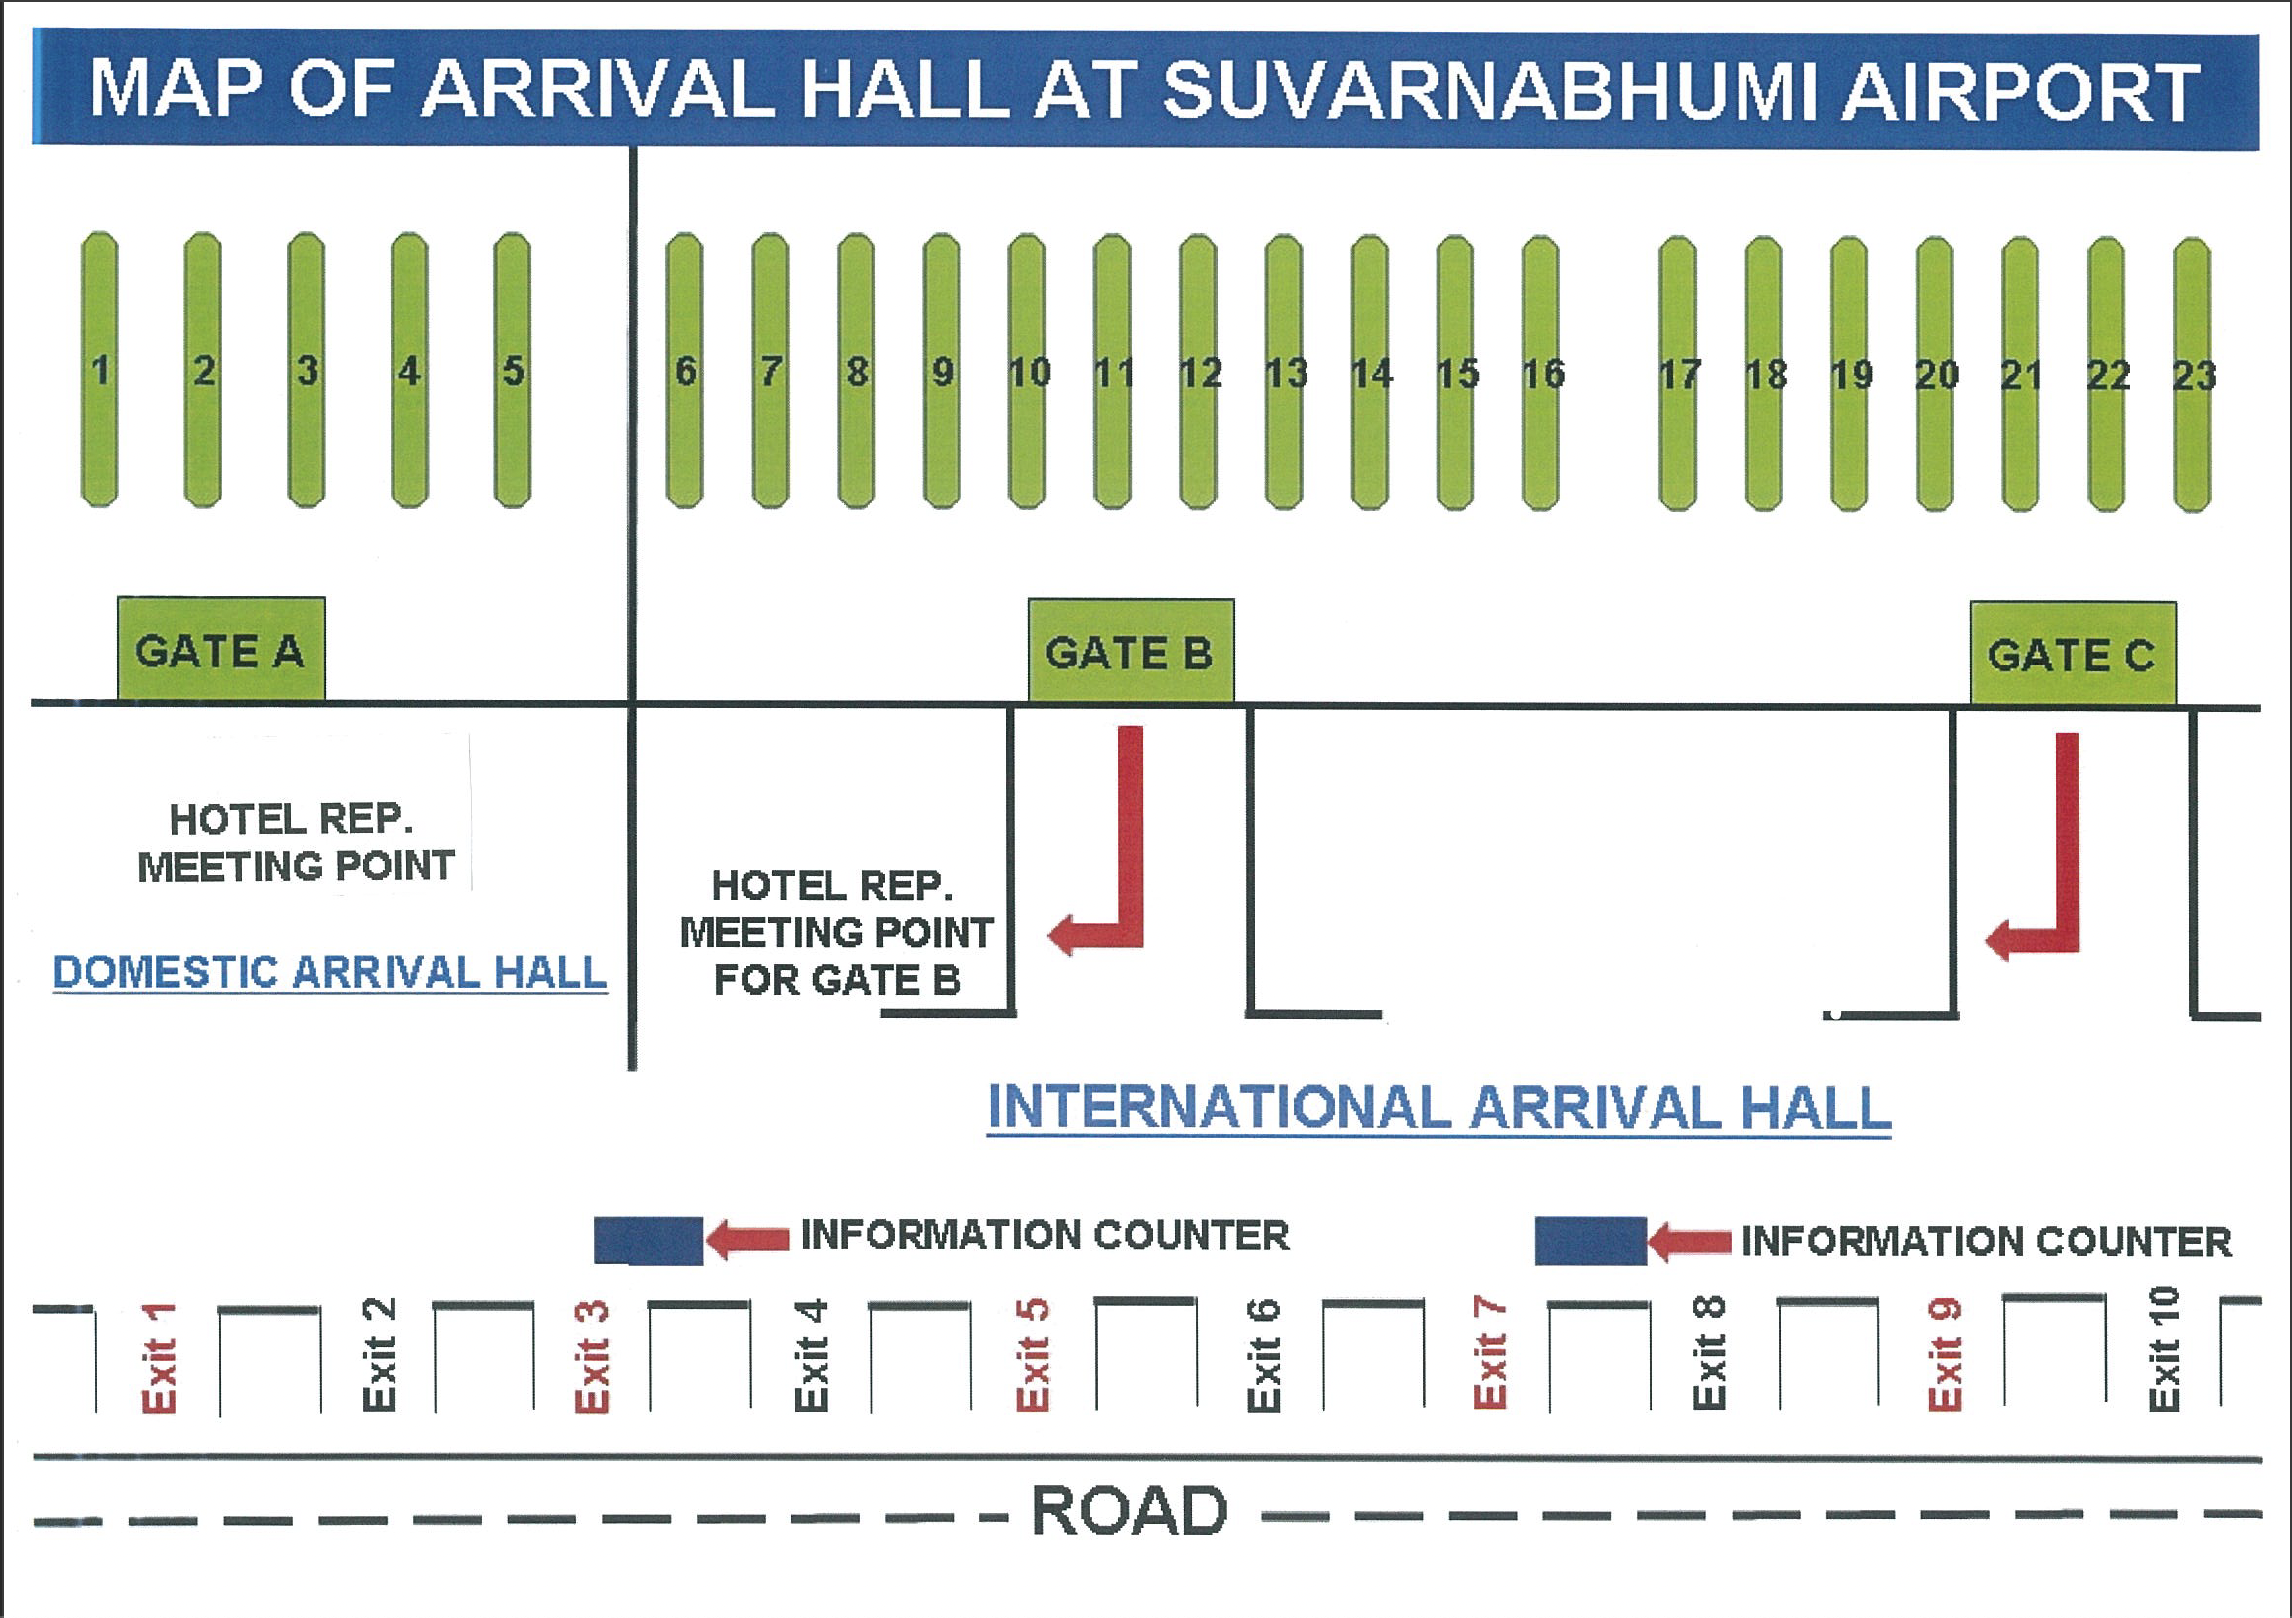 MAP OF ARRIVAL HALL AT SUVARNABHUMI AIRPORT
1 2 3 4 5 6 7 8 9 10 11 12 13 14 15 16 17 18 19 20 21 22 23
GATE A GATE B GATE C
HOTEL REP.
MEETING POINT
DOMESTIC ARRIVAL HALL
HOTEL REP.
MEETING POINT
FOR GATE B
INTERNATIONAL ARRIVAL HALL
INFORMATION COUNTER INFORMATION COUNTER
Exit 1
Exit 2
Exit 3
Exit 4
Exit 5
Exit 6
Exit 7
Exit 8
Exit 9
Exit 10
ROAD